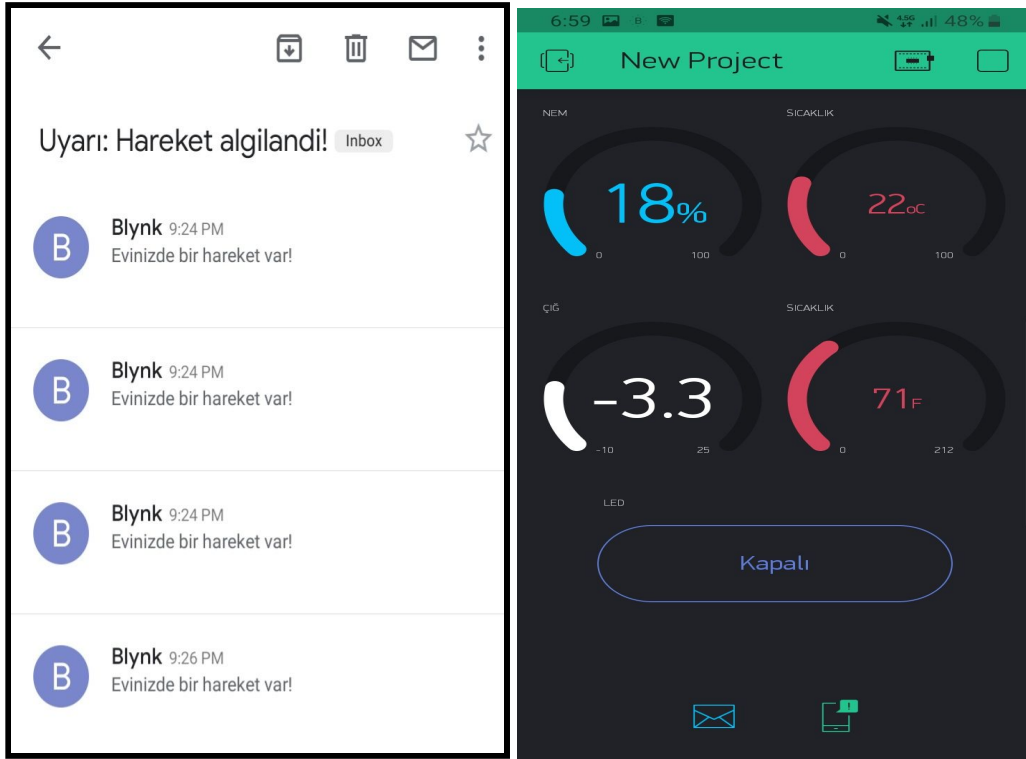 Uyarı: Hareket algilandi! Inbox
B
Blynk 9:24 PM
Evinizde bir hareket var!
B
Blynk 9:24 PM
Evinizde bir hareket var!
B
Blynk 9:24 PM
Evinizde bir hareket var!
B
Blynk 9:26 PM
Evinizde bir hareket var!
6:59 B 4.5G 48%
New Project
NEM
18%
0 100
SICAKLIK
22oC
0 100
ÇIĞ
-3.3
-10 25
SICAKLIK
71F
0 212
LED
Kapalı